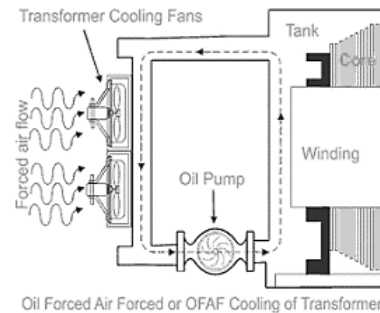 Transformer Cooling Fans
Tank
Core
Forced air flow
Winding
Oil Pump
Oil Forced Air Forced or OFAF Cooling of Transformer